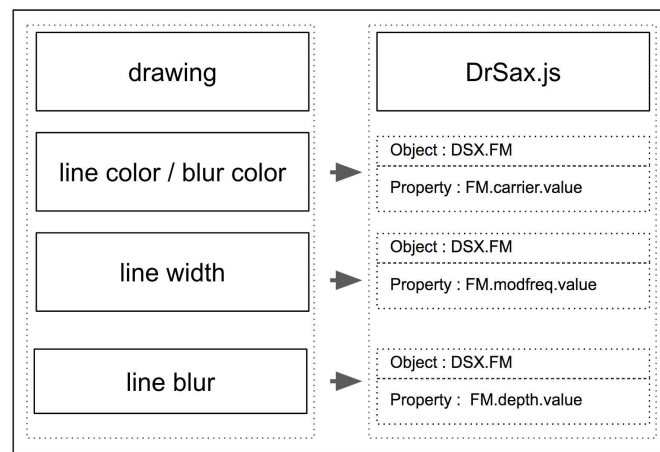 drawing
DrSax.js
line color / blur color
Object : DSX.FM
Property : FM.carrier.value
line width
Object : DSX.FM
Property : FM.modfreq.value
line blur
Object : DSX.FM
Property : FM.depth.value